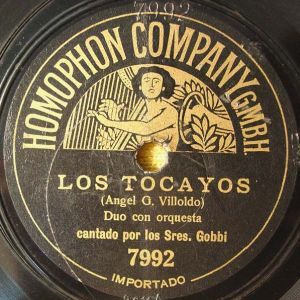 7992
HOMOPHON COMPANY G.M.B.H.
LOS TOCAYOS
(Angel G. Villoldo)
Duo con orquesta
cantado por los Sres. Gobbi
7992
IMPORTADO